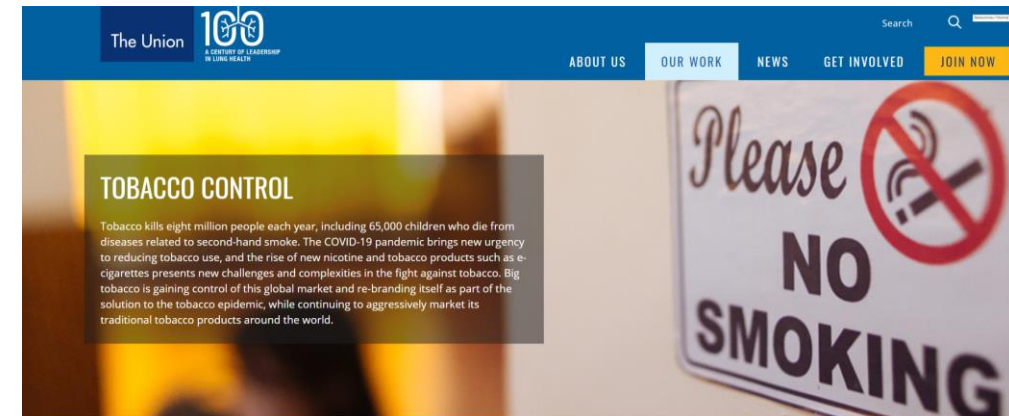 The Union
100
A CENTURY OF LEADERSHIP
IN LUNG HEALTH
Search
ABOUT US
OUR WORK
NEWS
GET INVOLVED
JOIN NOW
TOBACCO CONTROL
Tobacco kills eight million people each year, including 65,000 children who die from
diseases related to second-hand smoke. The COVID-19 pandemic brings new urgency
to reducing tobacco use, and the rise of new nicotine and tobacco products such as e-
cigarettes presents new challenges and complexities in the fight against tobacco. Big
tobacco is gaining control of this global market and re-branding itself as part of the
solution to the tobacco epidemic, while continuing to aggressively market its
traditional tobacco products around the world.
Please
NO
SMOKING